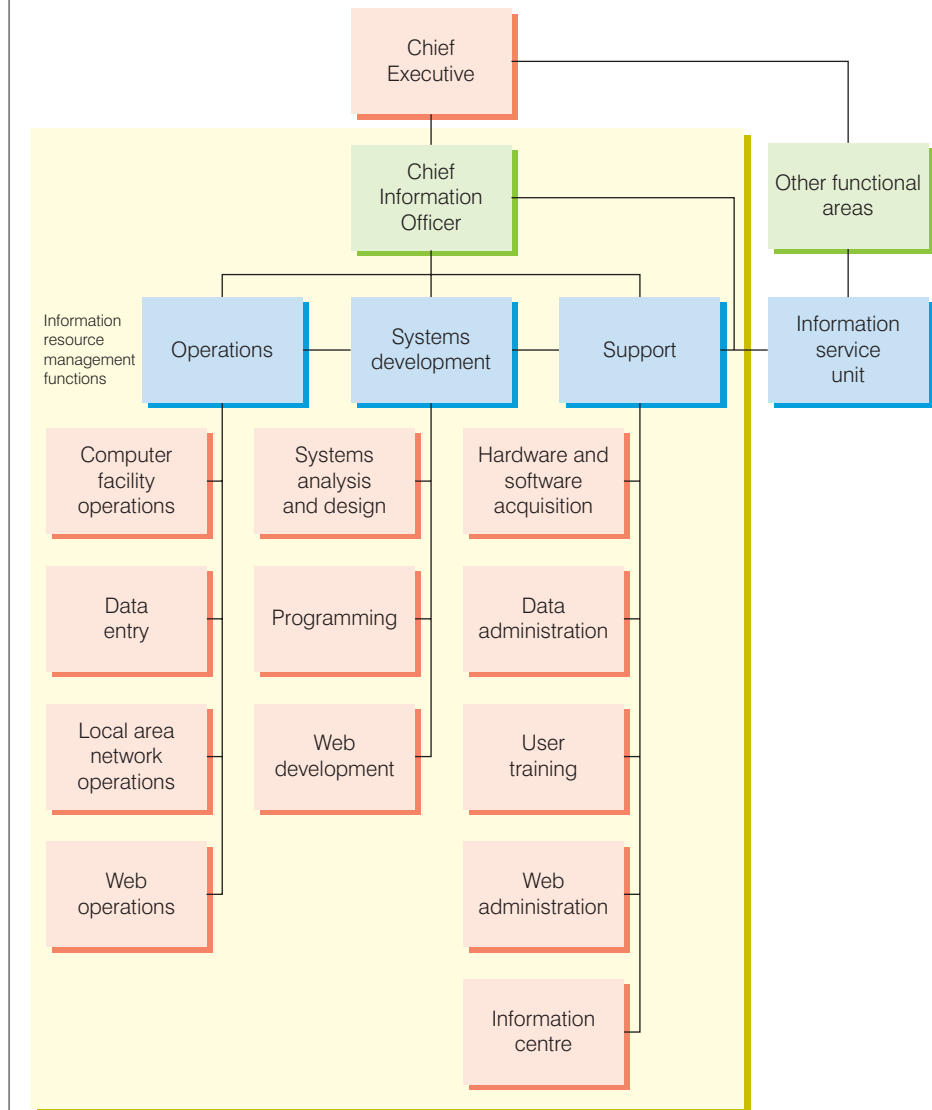 Chief
Executive
Chief
Information
Officer
Other functional
areas
Information
resource
management
functions
Operations
Systems
development
Support
Information
service
unit
Computer
facility
operations
Systems
analysis
and design
Hardware and
software
acquisition
Data
entry
Programming
Data
administration
Local area
network
operations
Web
development
User
training
Web
operations
Web
administration
Information
centre